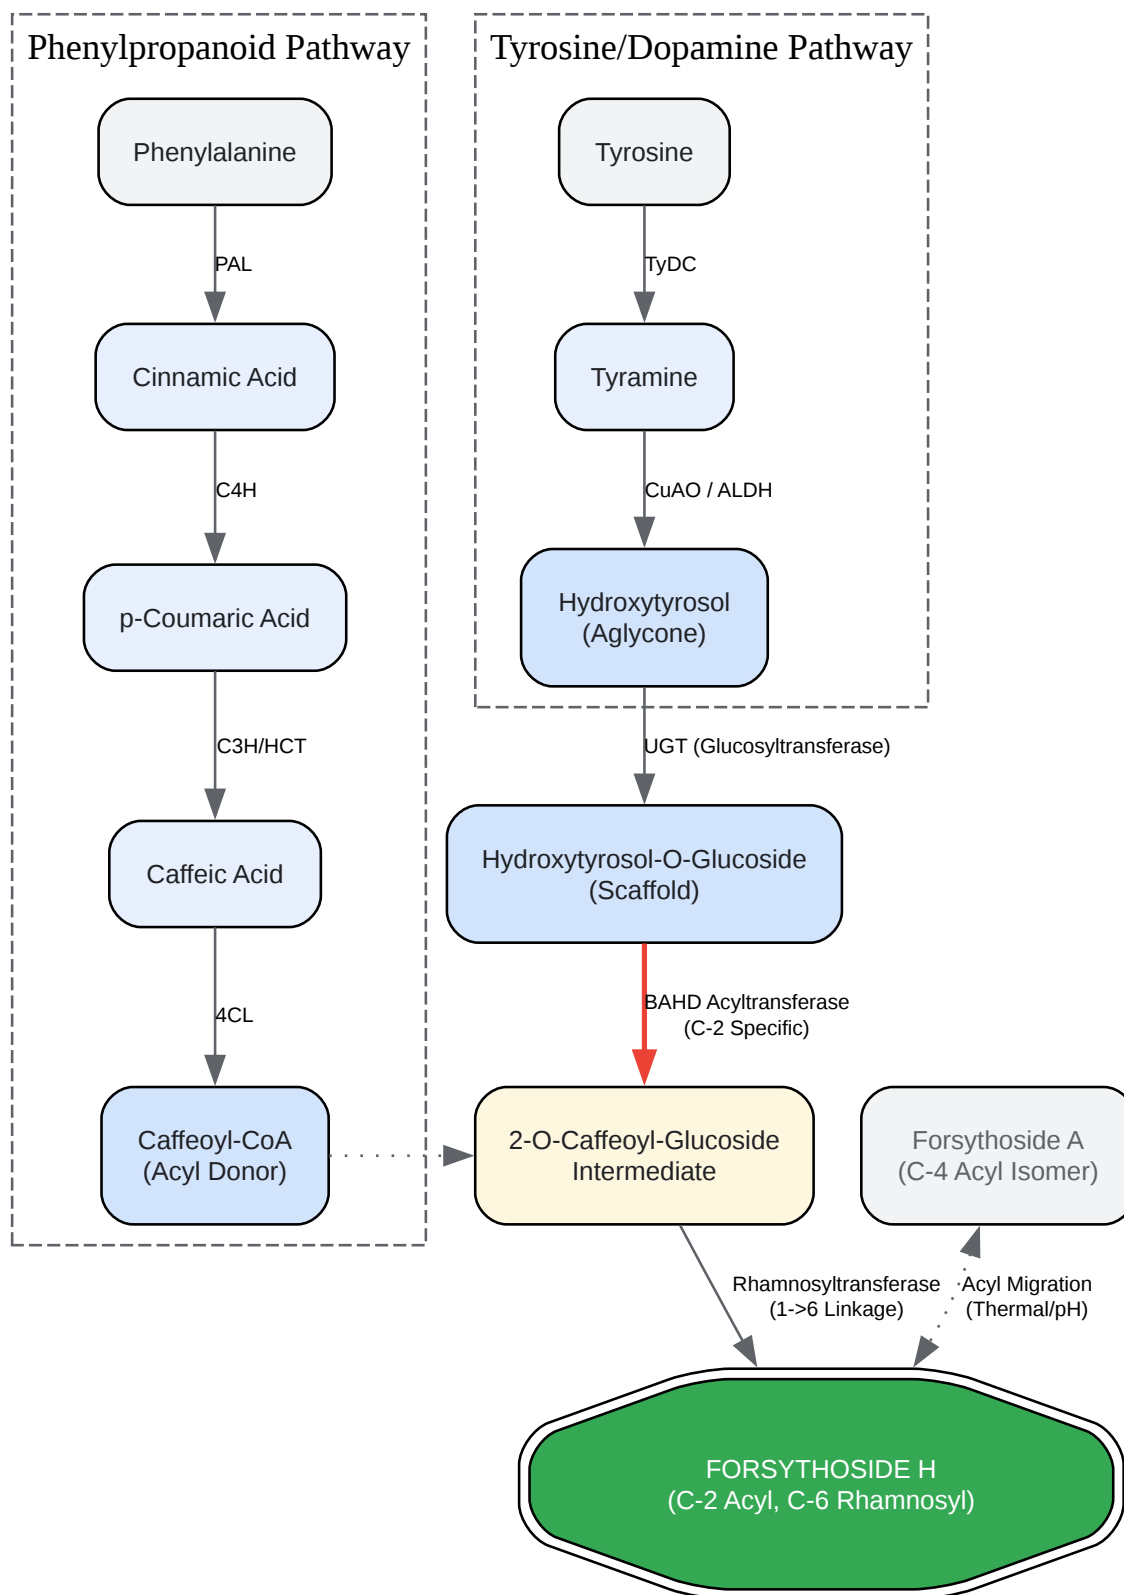 Phenylpropanoid Pathway
Tyrosine/Dopamine Pathway
Phenylalanine
Tyrosine
PAL
TyDC
Cinnamic Acid
Tyramine
C4H
CuAO / ALDH
p-Coumaric Acid
Hydroxytyrosol
(Aglycone)
C3H/HCT
UGT (Glucosyltransferase)
Caffeic Acid
Hydroxytyrosol-O-Glucoside
(Scaffold)
4CL
BAHD Acyltransferase
(C-2 Specific)
Caffeoyl-CoA
(Acyl Donor)
2-O-Caffeoyl-Glucoside
Intermediate
Forsythoside A
(C-4 Acyl Isomer)
Rhamnosyltransferase
(1->6 Linkage)
Acyl Migration
(Thermal/pH)
FORSYTHOSIDE H
(C-2 Acyl, C-6 Rhamnosyl)